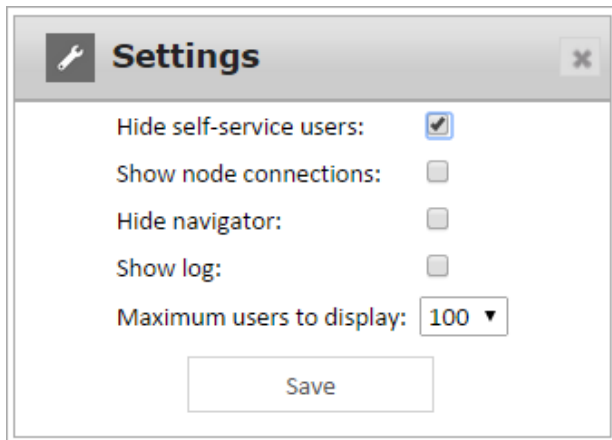 Settings
Hide self-service users:
Show node connections:
Hide navigator:
Show log:
Maximum users to display: 100
Save